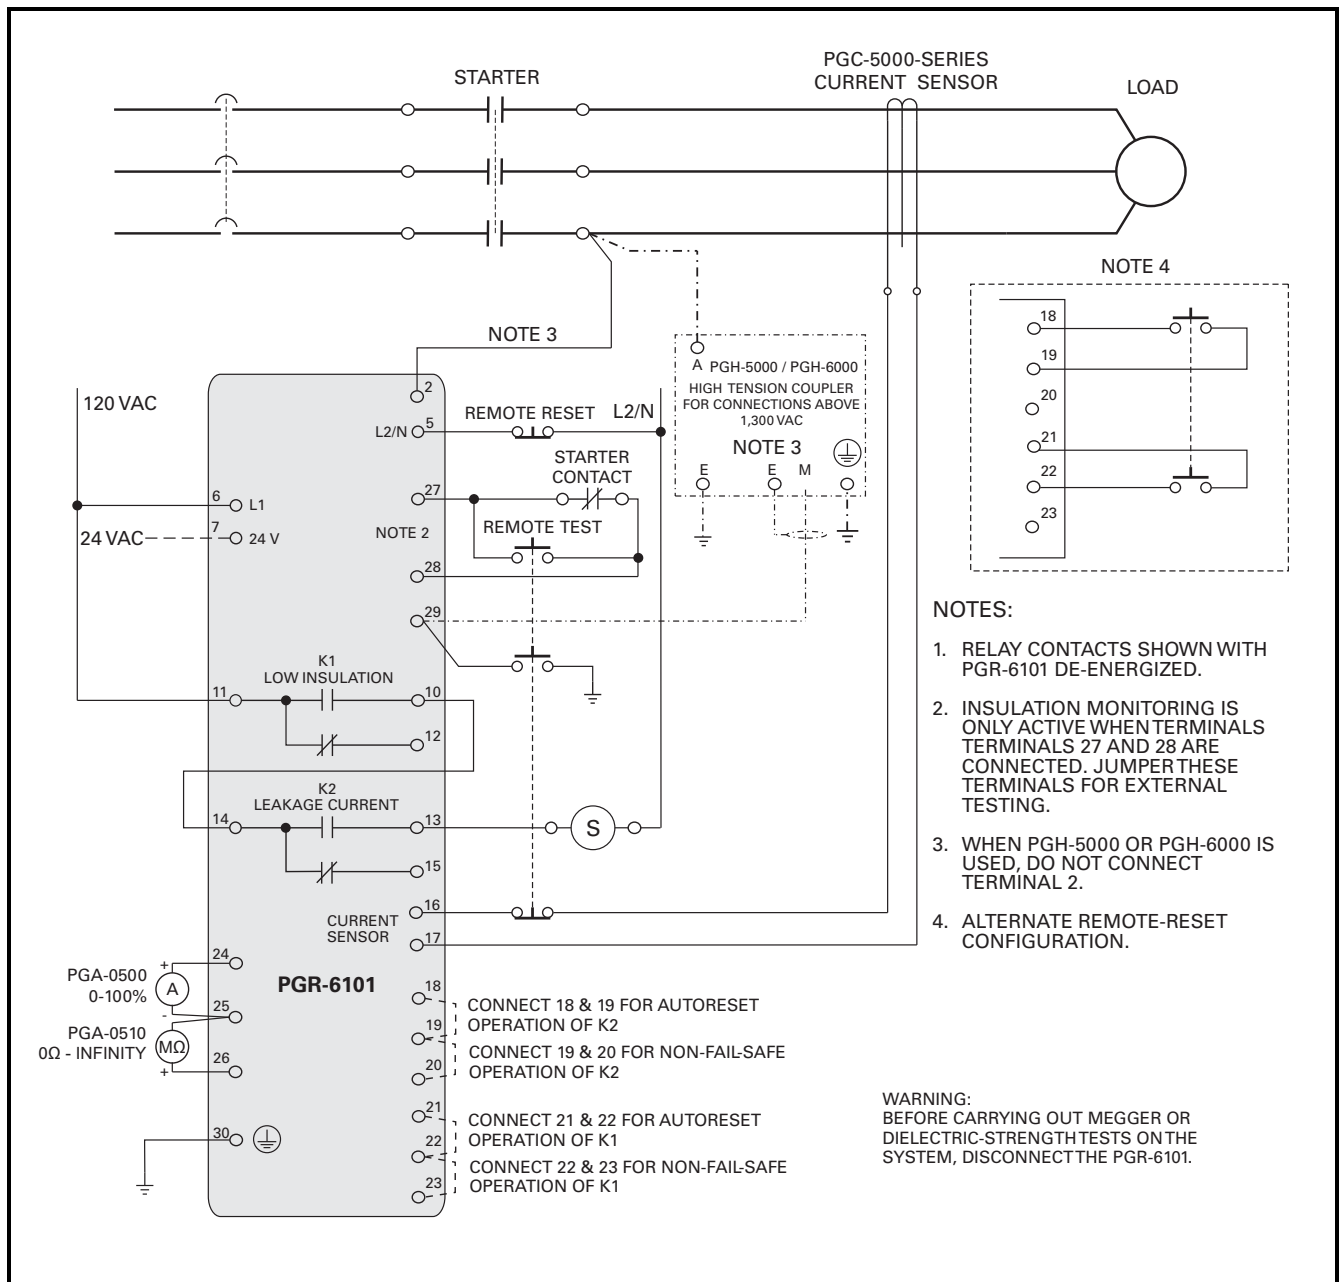 PGC-5000-SERIES
CURRENT SENSOR
STARTER
LOAD
NOTE 4
18
19
20
21
22
23
NOTE 3
A PGH-5000 / PGH-6000
HIGH TENSION COUPLER
FOR CONNECTIONS ABOVE
1,300 VAC
NOTE 3
E E M
120 VAC
2
L2/N 5
REMOTE RESET L2/N
STARTER
CONTACT
6 L1
27
NOTE 2
REMOTE TEST
7 24 V
24 VAC
28
29
K1
LOW INSULATION
11 10
12
K2
LEAKAGE CURRENT
14 13
S
15
16
CURRENT
SENSOR
17
24
+
PGA-0500
0-100%
A
-
25
PGR-6101
PGA-0510
0Ω - INFINITY
MΩ
+
26
30
18
CONNECT 18 & 19 FOR AUTORESET
OPERATION OF K2
19
CONNECT 19 & 20 FOR NON-FAIL-SAFE
OPERATION OF K2
20
21
CONNECT 21 & 22 FOR AUTORESET
OPERATION OF K1
22
CONNECT 22 & 23 FOR NON-FAIL-SAFE
OPERATION OF K1
23
NOTES:
1. RELAY CONTACTS SHOWN WITH
PGR-6101 DE-ENERGIZED.
2. INSULATION MONITORING IS
ONLY ACTIVE WHEN TERMINALS
TERMINALS 27 AND 28 ARE
CONNECTED. JUMPER THESE
TERMINALS FOR EXTERNAL
TESTING.
3. WHEN PGH-5000 OR PGH-6000 IS
USED, DO NOT CONNECT
TERMINAL 2.
4. ALTERNATE REMOTE-RESET
CONFIGURATION.
WARNING:
BEFORE CARRYING OUT MEGGER OR
DIELECTRIC-STRENGTH TESTS ON THE
SYSTEM, DISCONNECT THE PGR-6101.